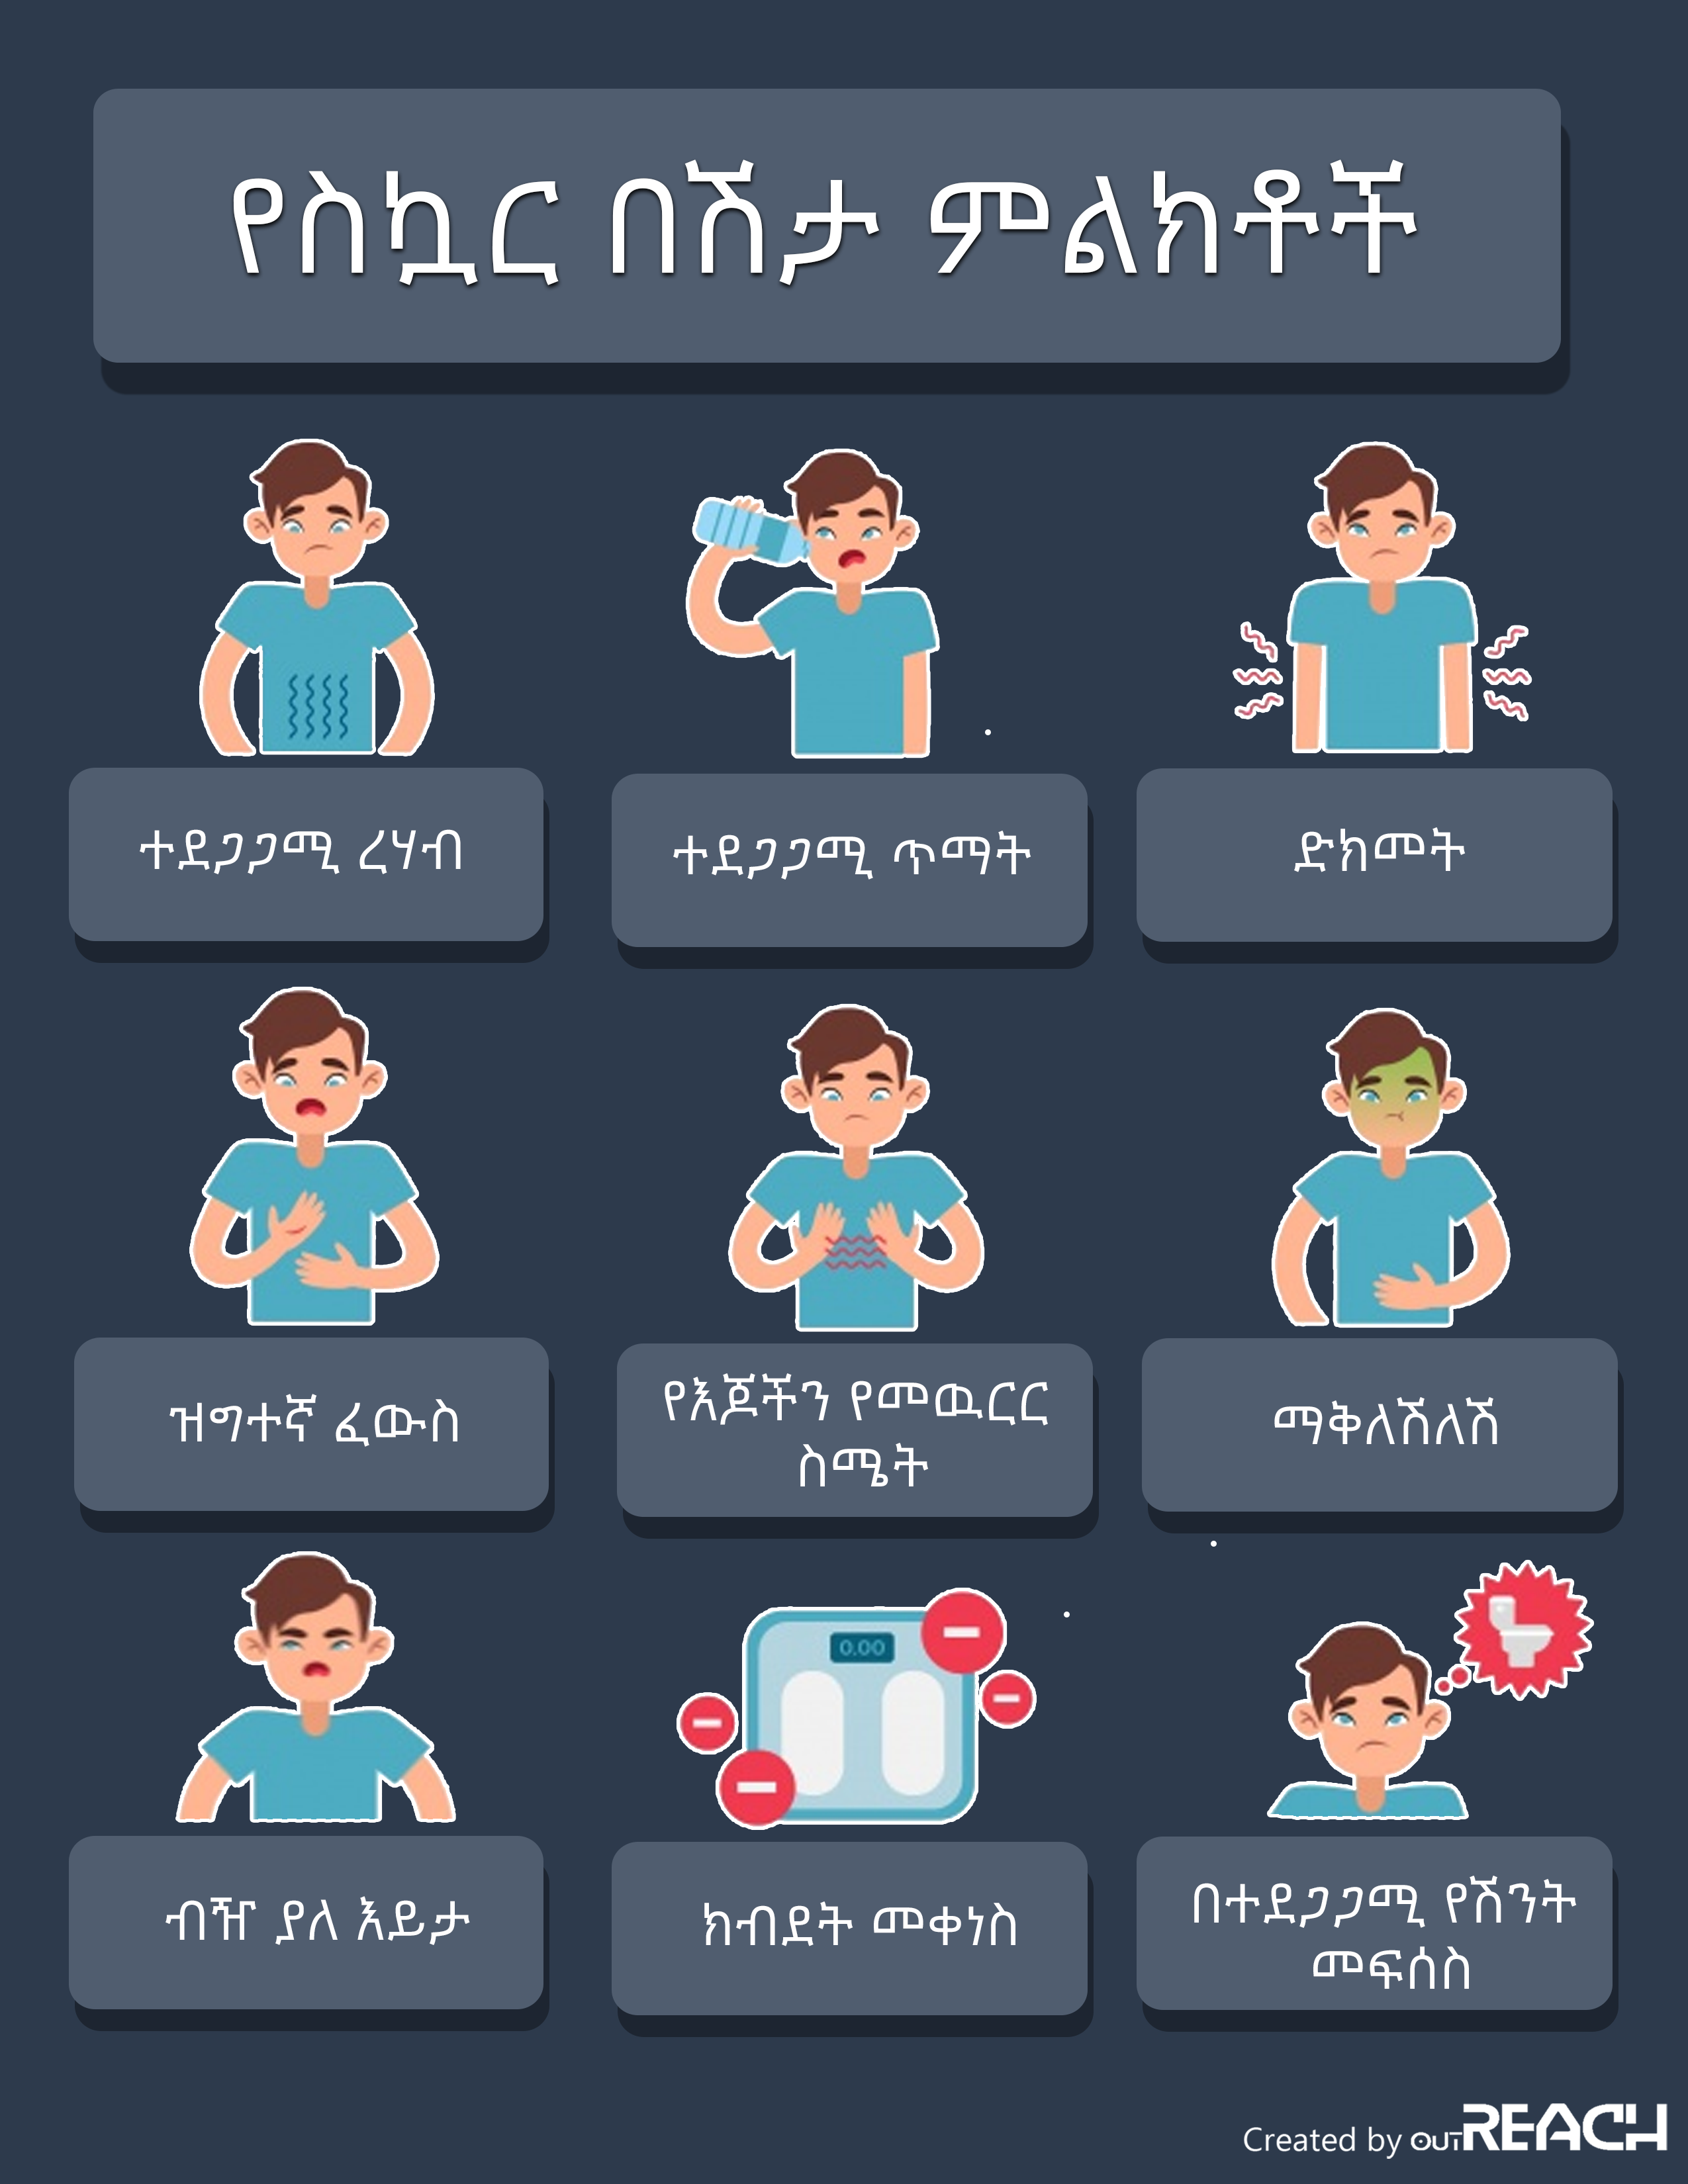 የስኳር በሽታ ምልክቶች
ተደጋጋሚ ረሃብ
ተደጋጋሚ ጥማት
ድክመት
ዝግተኛ ፈውስ
የእጆችን የመዉርር
ስሜት
ማቅለሽለሽ
ብዥ ያለ እይታ
0.00
ክብደት መቀነስ
በተደጋጋሚ የሽንት
መፍሰስ
Created by OUTREACH